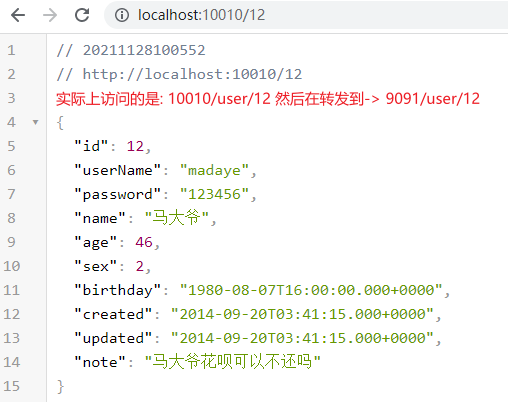 localhost:10010/12
1 // 20211128100552
2 // http://localhost:10010/12
3 实际上访问的是: 10010/user/12 然后在转发到-> 9091/user/12
4 {
5 "id": 12,
6 "userName": "madaye",
7 "password": "123456",
8 "name": "马大爷",
9 "age": 46,
10 "sex": 2,
11 "birthday": "1980-08-07T16:00:00.000+0000",
12 "created": "2014-09-20T03:41:15.000+0000",
13 "updated": "2014-09-20T03:41:15.000+0000",
14 "note": "马大爷花呗可以不还吗"
15 }